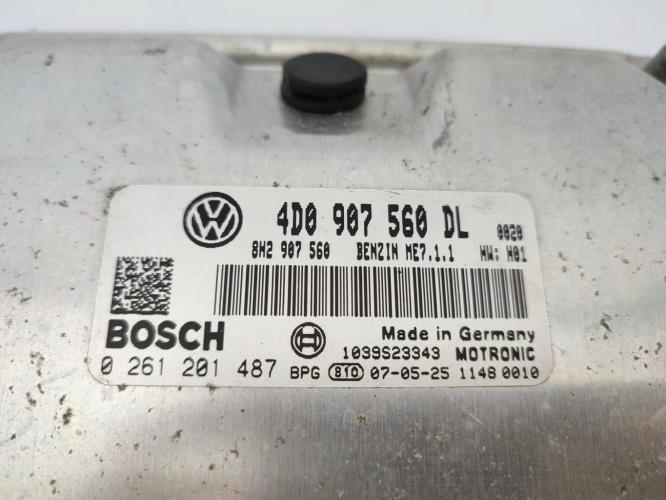 4D0 907 560 DL 0020
8H2 907 560 BENZIN ME7.1.1 HW: H01
BOSCH Made in Germany
1039S23343 MOTRONIC
0 261 201 487 BPG 810 07-05-25 1148 0010